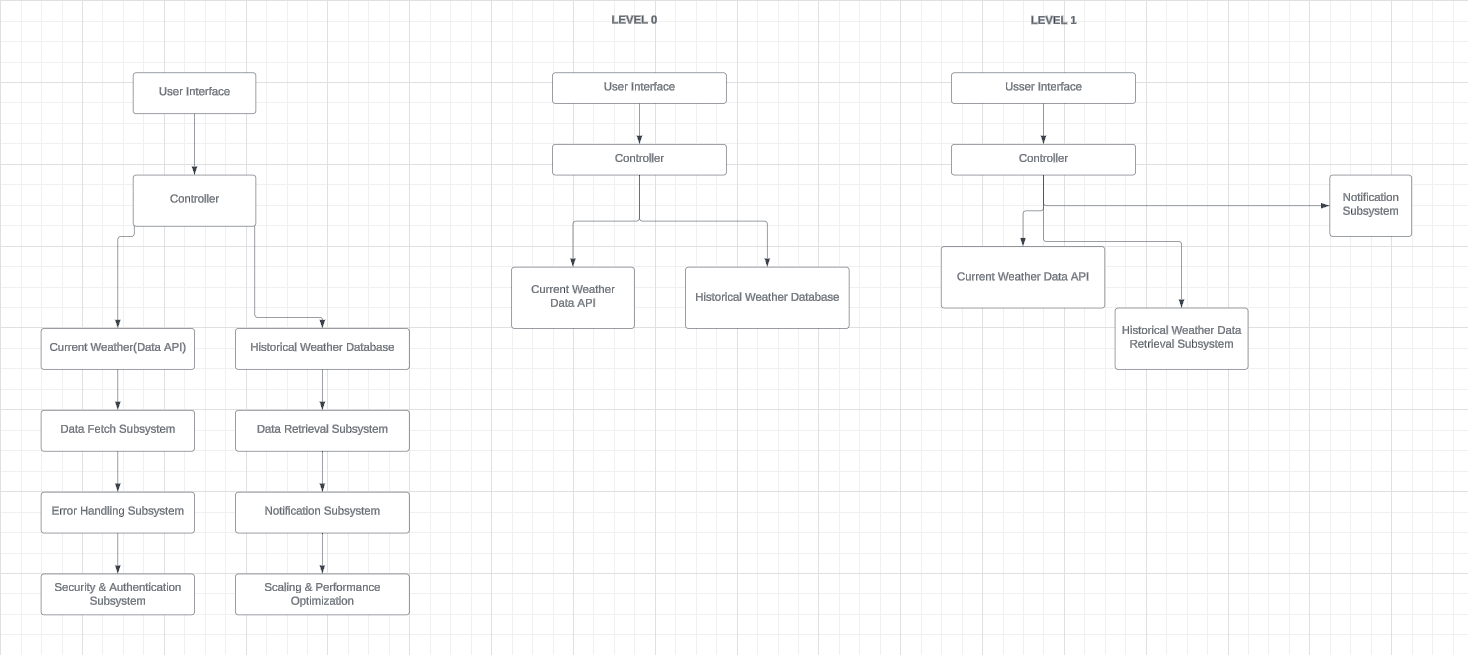 LEVEL 0
LEVEL 1
User Interface
Controller
Current Weather(Data API)
Historical Weather Database
Data Fetch Subsystem
Data Retrieval Subsystem
Error Handling Subsystem
Notification Subsystem
Security & Authentication
Subsystem
Scaling & Performance
Optimization
User Interface
Controller
Current Weather
Data API
Historical Weather Database
Usser Interface
Controller
Notification
Subsystem
Current Weather Data API
Historical Weather Data
Retrieval Subsystem